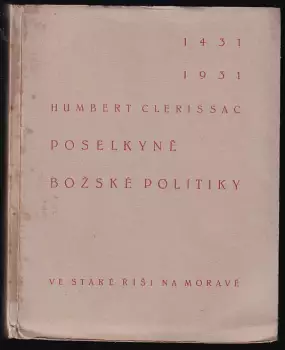 1431
1931
HUMBERT CLERISSAC
POSELKYNĚ
BOŽSKÉ POLITIKY
VE STARÉ ŘÍŠI NA MORAVĚ